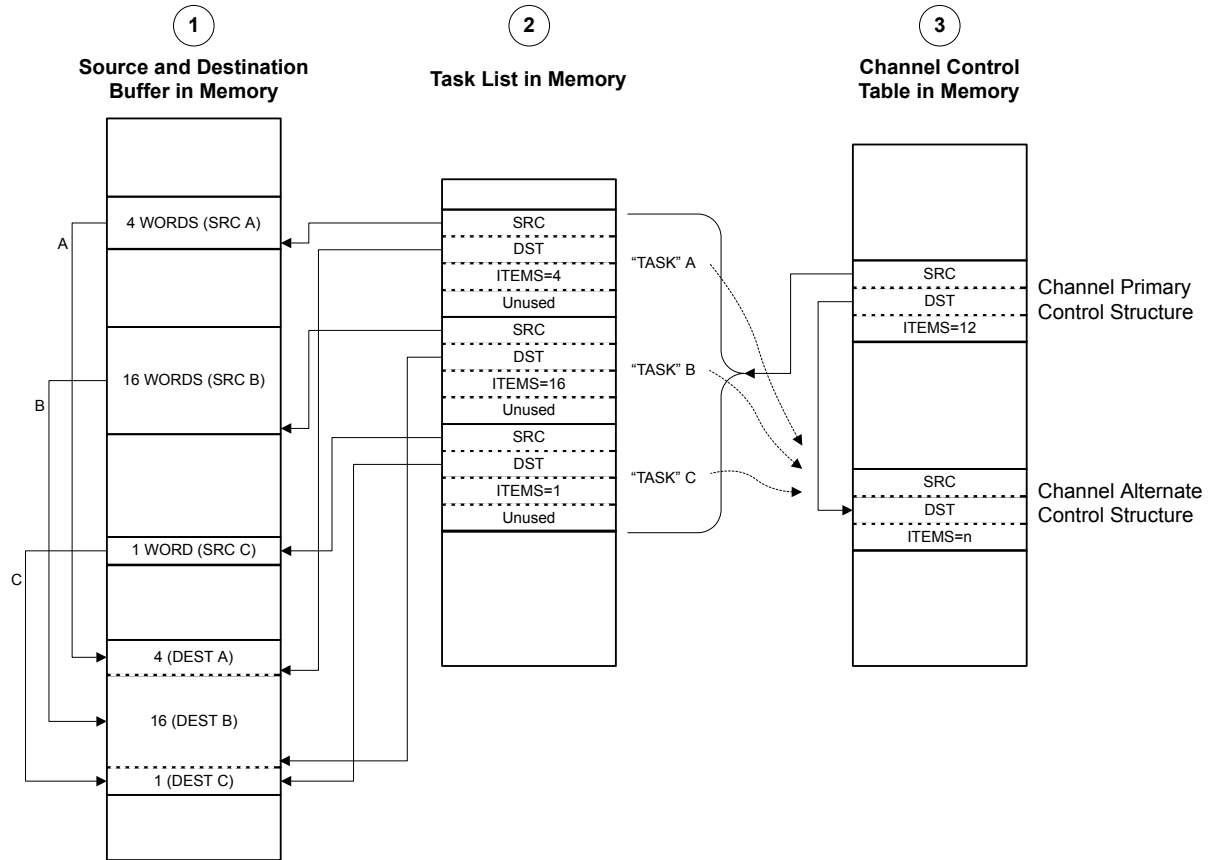 1
Source and Destination
Buffer in Memory
4 WORDS (SRC A)
A
16 WORDS (SRC B)
B
1 WORD (SRC C)
C
4 (DEST A)
16 (DEST B)
1 (DEST C)
2
Task List in Memory
SRC
DST
ITEMS=4
Unused
SRC
DST
ITEMS=16
Unused
SRC
DST
ITEMS=1
Unused
“TASK” A
“TASK” B
“TASK” C
3
Channel Control
Table in Memory
SRC
DST
ITEMS=12
Channel Primary
Control Structure
SRC
DST
ITEMS=n
Channel Alternate
Control Structure